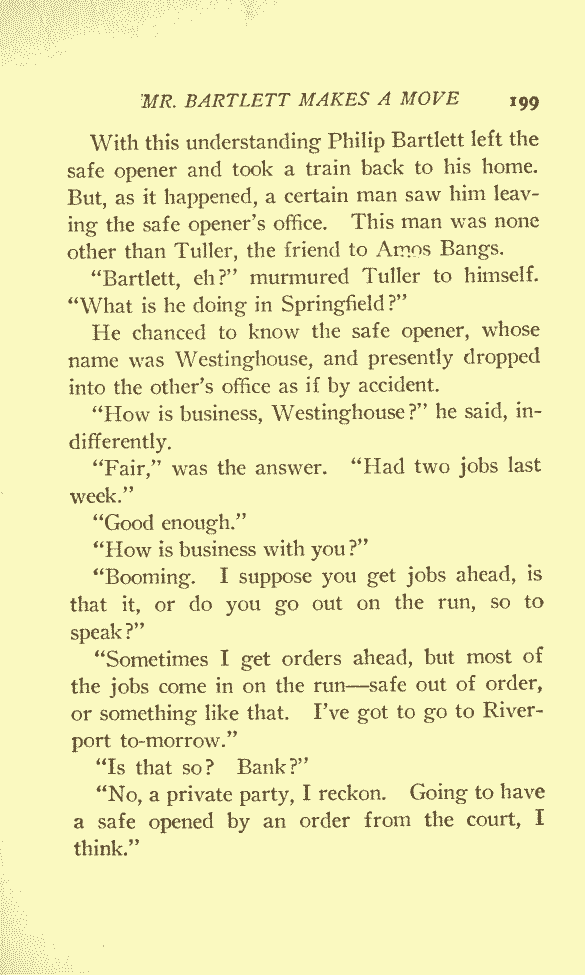 MR. BARTLETT MAKES A MOVE 199
With this understanding Philip Bartlett left the
safe opener and took a train back to his home.
But, as it happened, a certain man saw him leav-
ing the safe opener's office. This man was none
other than Tuller, the friend to Amos Bangs.
"Bartlett, eh?" murmured Tuller to himself.
"What is he doing in Springfield?"
He chanced to know the safe opener, whose
name was Westinghouse, and presently dropped
into the other's office as if by accident.
"How is business, Westinghouse?" he said, in-
differently.
"Fair," was the answer. "Had two jobs last
week."
"Good enough."
"How is business with you?"
"Booming. I suppose you get jobs ahead, is
that it, or do you go out on the run, so to
speak?"
"Sometimes I get orders ahead, but most of
the jobs come in on the run—safe out of order,
or something like that. I've got to go to River-
port to-morrow."
"Is that so? Bank?"
"No, a private party, I reckon. Going to have
a safe opened by an order from the court, I
think."